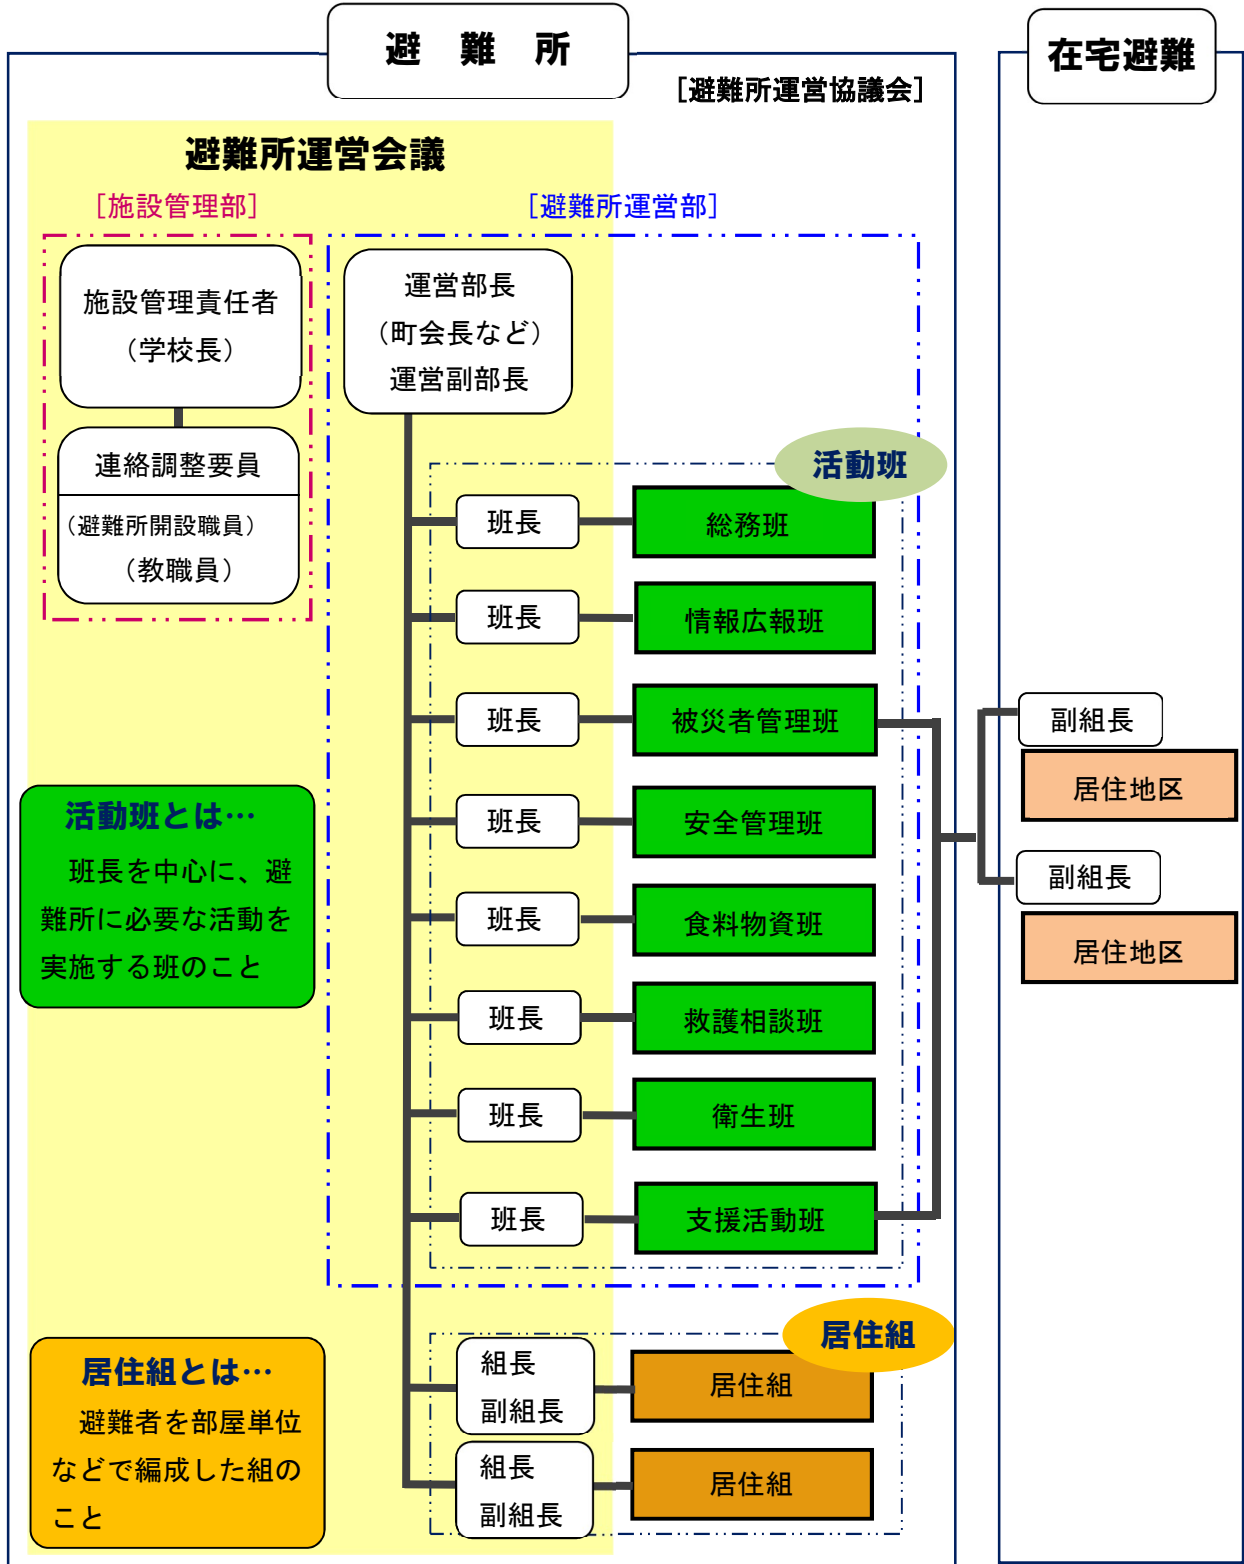 避難所
在宅避難
[避難所運営協議会]
避難所運営会議
[施設管理部]
[避難所運営部]
施設管理責任者
（学校長）
連絡調整要員
（避難所開設職員）
（教職員）
運営部長
（町会長など）
運営副部長
活動班
班長
総務班
班長
情報広報班
班長
被災者管理班
班長
安全管理班
班長
食料物資班
班長
救護相談班
班長
衛生班
班長
支援活動班
副組長
居住地区
副組長
居住地区
活動班とは…
班長を中心に、避
難所に必要な活動を
実施する班のこと
居住組
組長
副組長
居住組
組長
副組長
居住組
居住組とは…
避難者を部屋単位
などで編成した組の
こと